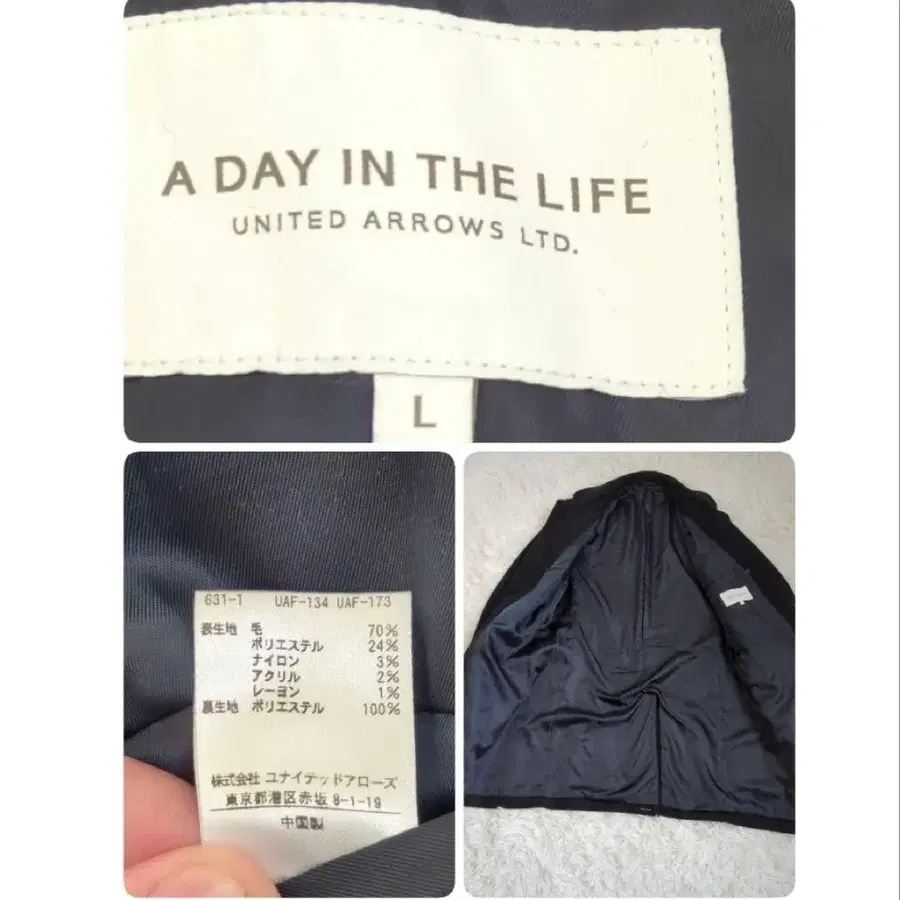 A DAY IN THE LIFE
UNITED ARROWS LTD.
L
631-1 UAF-134 UAF-173
表生地 毛 70%
ポリエステル 24%
ナイロン 3%
アクリル 2%
レーヨン 1%
裏生地 ポリエステル 100%
株式会社 ユナイテッドアローズ
東京都港区赤坂 8-1-19
中国製